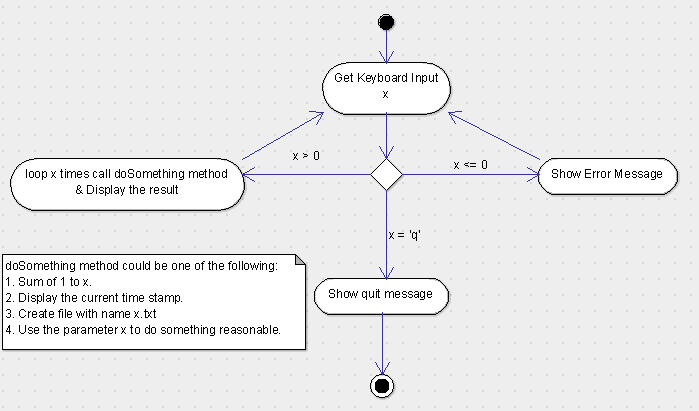 Get Keyboard Input
x
x > 0
x <= 0
loop x times call doSomething method
& Display the result
Show Error Message
x = 'q'
doSomething method could be one of the following:
1. Sum of 1 to x.
2. Display the current time stamp.
3. Create file with name x.txt
4. Use the parameter x to do something reasonable.
Show quit message